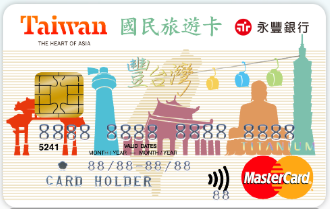 Taiwan 國民旅遊卡 永豐銀行
THE HEART OF ASIA
豐台灣
8888 8888 8888 8888
5241 VALID DATES
MONTH/YEAR MONTH/YEAR
88/88-88/88
CARD HOLDER
88
MasterCard